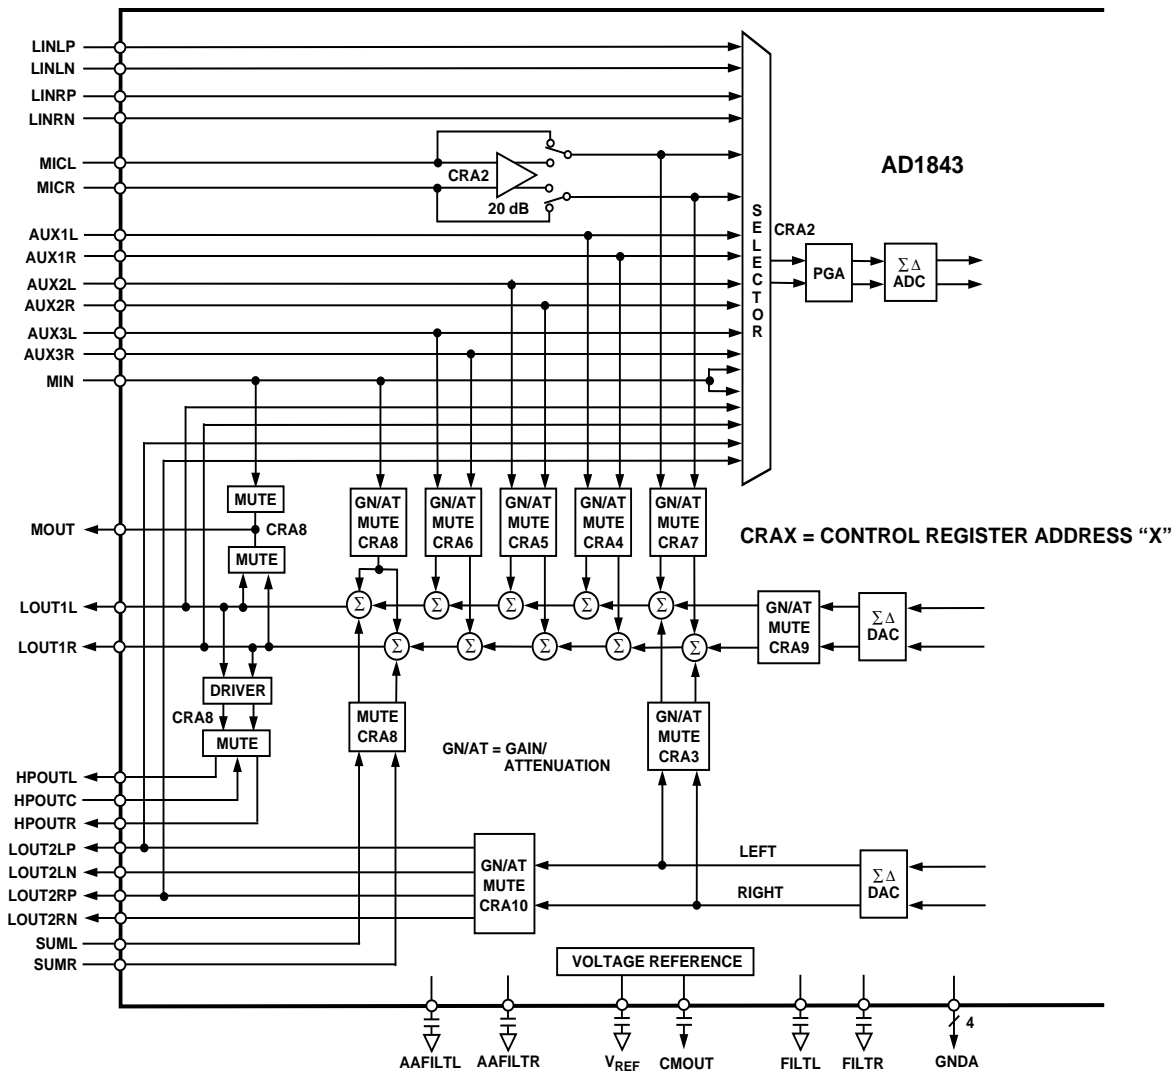 LINLP
LINLN
LINRP
LINRN
MICL
MICR
CRA2
20 dB
AD1843
AUX1L
AUX1R
AUX2L
AUX2R
AUX3L
AUX3R
MIN
SELECTOR
CRA2
PGA
ΣΔ
ADC
MUTE
MOUT
CRA8
MUTE
GN/AT
MUTE
CRA8
GN/AT
MUTE
CRA6
GN/AT
MUTE
CRA5
GN/AT
MUTE
CRA4
GN/AT
MUTE
CRA7
CRAX = CONTROL REGISTER ADDRESS “X”
LOUT1L
Σ
Σ
Σ
Σ
Σ
LOUT1R
Σ
Σ
Σ
Σ
Σ
GN/AT
MUTE
CRA9
ΣΔ
DAC
DRIVER
CRA8
MUTE
MUTE
CRA8
GN/AT = GAIN/
ATTENUATION
GN/AT
MUTE
CRA3
HPOUTL
HPOUTC
HPOUTR
LOUT2LP
LOUT2LN
LOUT2RP
LOUT2RN
GN/AT
MUTE
CRA10
LEFT
RIGHT
ΣΔ
DAC
SUML
SUMR
VOLTAGE REFERENCE
4
AAFILTL
AAFILTR
VREF
CMOUT
FILTL
FILTR
GNDA